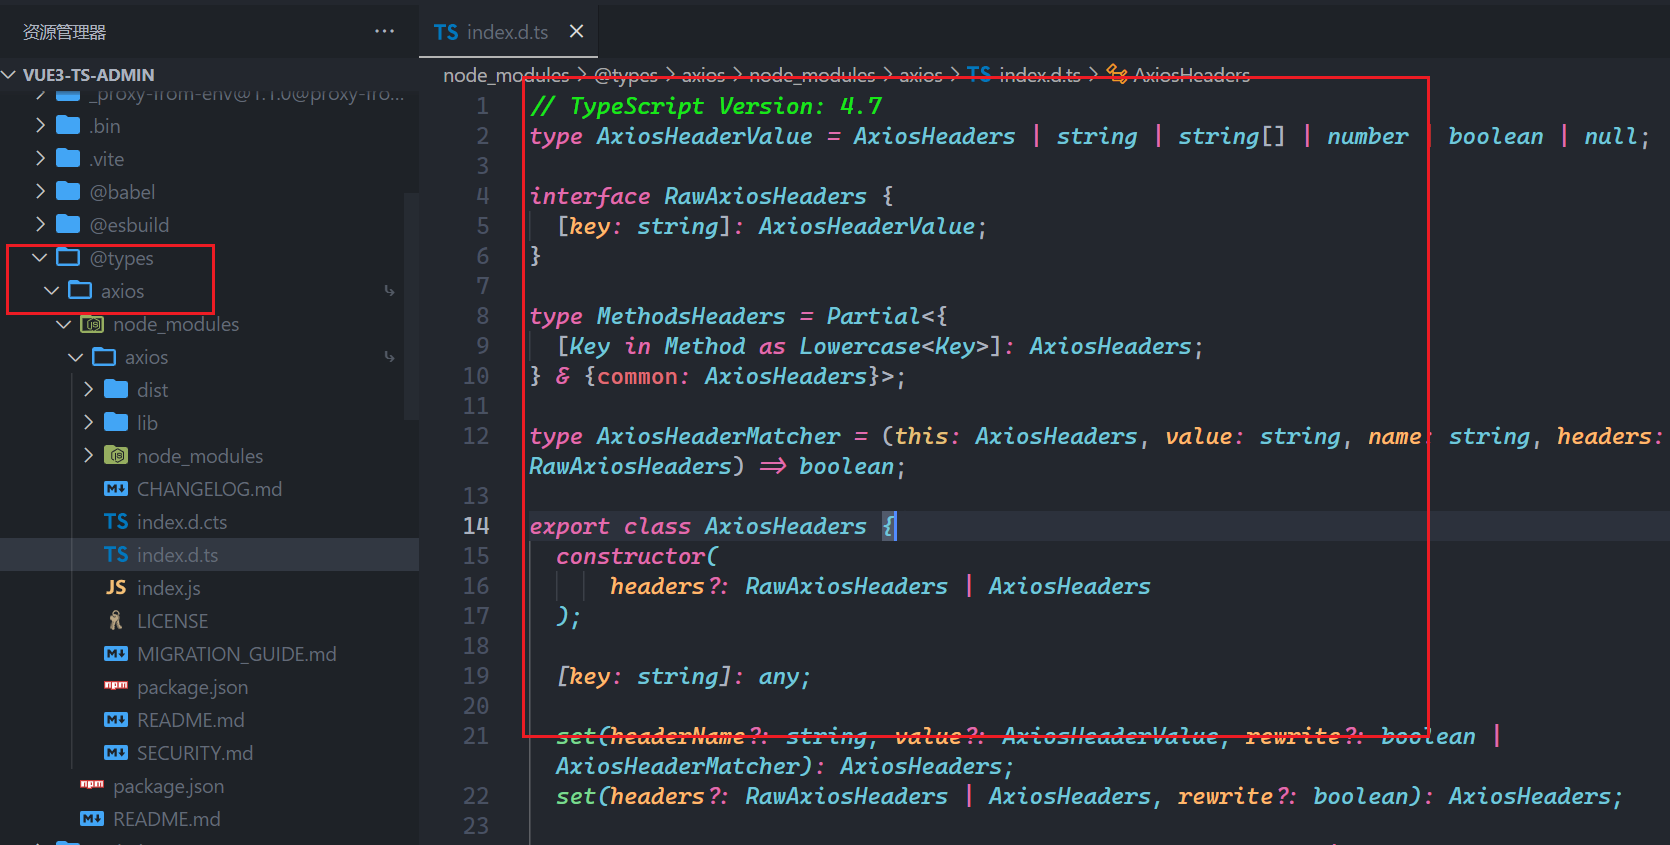 资源管理器
···
VUE3-TS-ADMIN
_proxy-from-env@1.1.0@proxy-fro...
.bin
.vite
@babel
@esbuild
@types
axios
node_modules
axios
dist
lib
node_modules
CHANGELOG.md
TS index.d.cts
TS index.d.ts
JS index.js
LICENSE
MIGRATION_GUIDE.md
package.json
README.md
SECURITY.md
package.json
README.md
TS index.d.ts ×
node_modules > @types > axios > node_modules > axios > TS index.d.ts > AxiosHeaders
1 // TypeScript Version: 4.7
2 type AxiosHeaderValue = AxiosHeaders | string | string[] | number | boolean | null;
3
4 interface RawAxiosHeaders {
5 [key: string]: AxiosHeaderValue;
6 }
7
8 type MethodsHeaders = Partial<{
9 [Key in Method as Lowercase<Key>]: AxiosHeaders;
10 } & {common: AxiosHeaders}>;
11
12 type AxiosHeaderMatcher = (this: AxiosHeaders, value: string, name: string, headers:
RawAxiosHeaders) => boolean;
13
14 export class AxiosHeaders {
15 constructor(
16 headers?: RawAxiosHeaders | AxiosHeaders
17 );
18
19 [key: string]: any;
20
21 set(headerName?: string, value?: AxiosHeaderValue, rewrite?: boolean |
AxiosHeaderMatcher): AxiosHeaders;
22 set(headers?: RawAxiosHeaders | AxiosHeaders, rewrite?: boolean): AxiosHeaders;
23